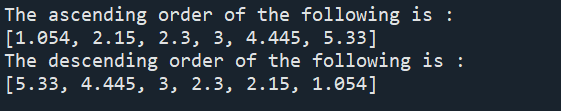 The ascending order of the following is :
[1.054, 2.15, 2.3, 3, 4.445, 5.33]
The descending order of the following is :
[5.33, 4.445, 3, 2.3, 2.15, 1.054]